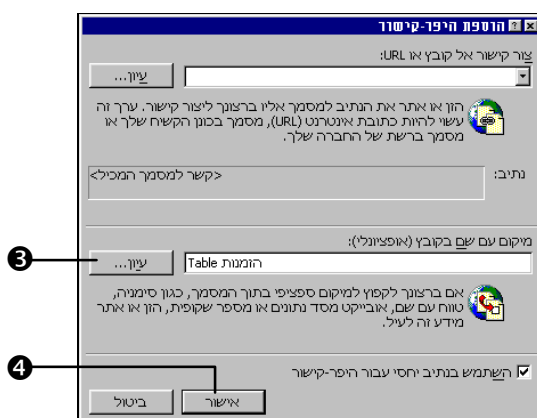 הוספת היפר-קישור
צור קישור אל קובץ או URL:
עיון...
הזן או אתר את הנתיב למסמך אליו ברצונך ליצור קישור. ערך זה
עשוי להיות כתובת אינטרנט (URL), מסמך בכונן הקשיח שלך או
מסמך ברשת של החברה שלך.
נתיב:
<קשר למסמך המכיל>
מיקום עם שם בקובץ (אופציונלי):
הזמנות Table
עיון...
3
אם ברצונך לקפוץ למיקום ספציפי בתוך המסמך, כגון סימניה,
טווח עם שם, אובייקט מסד נתונים או מספר שקופית, הזן או אתר
מידע זה לעיל.
השתמש בנתיב יחסי עבור היפר-קישור
4
אישור
ביטול